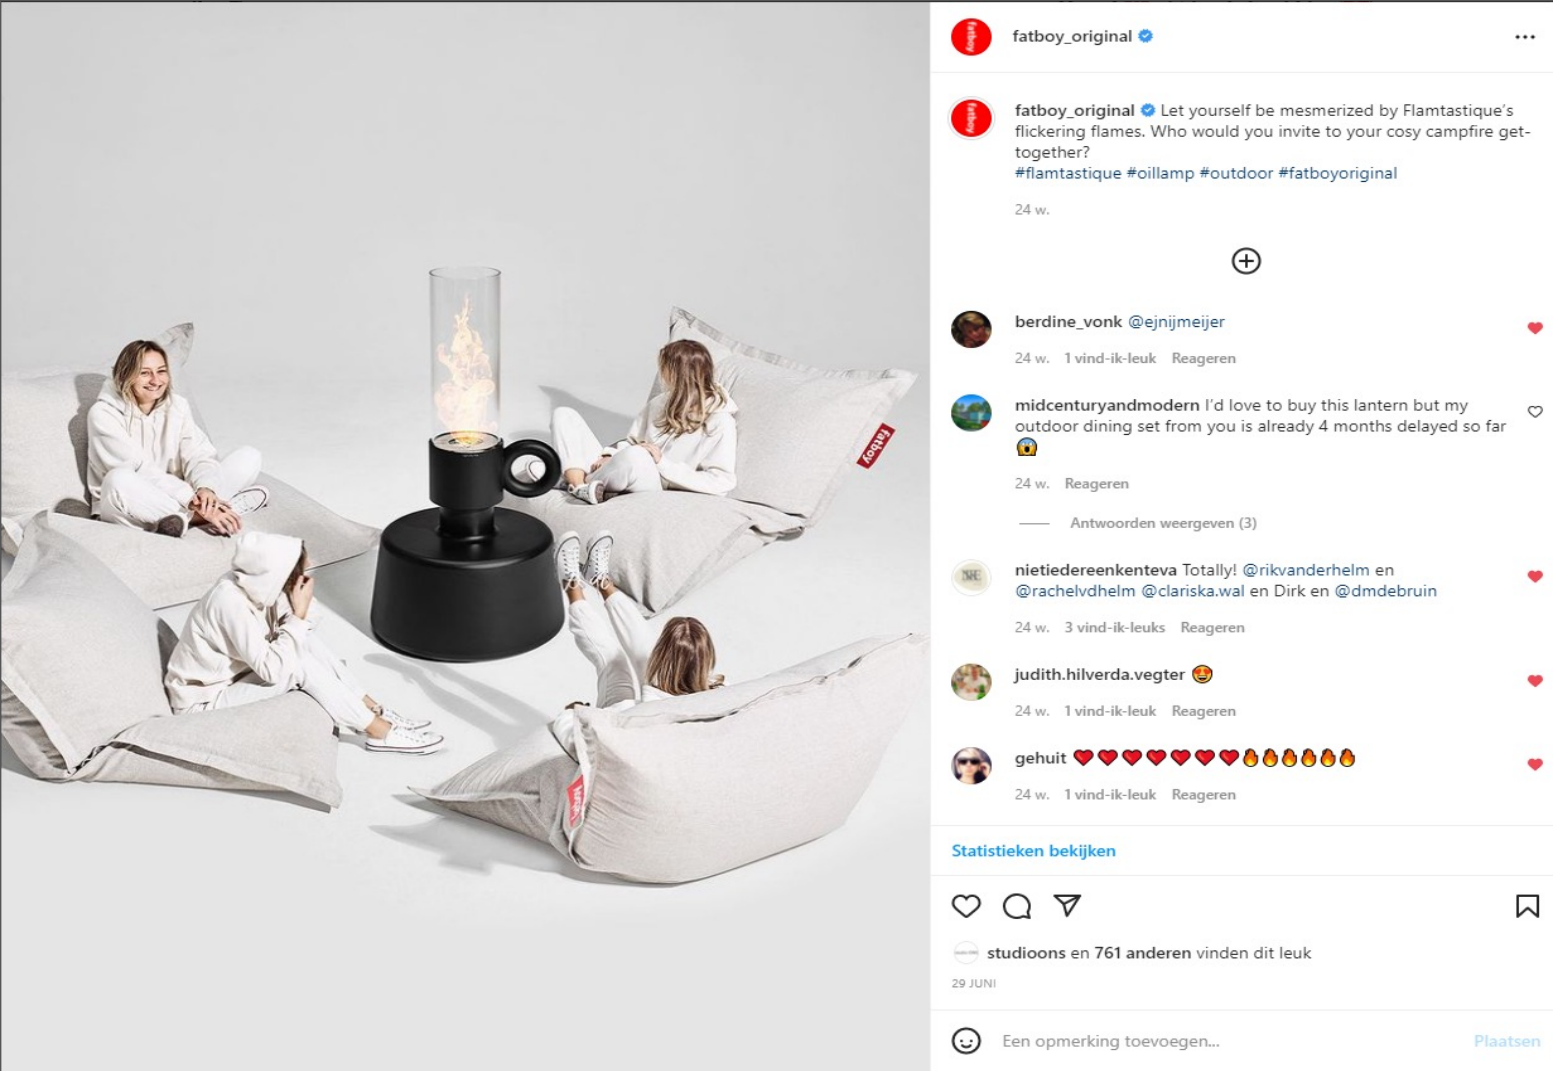 fatboy
fatboy
fatboy_original
fatboy
fatboy_original Let yourself be mesmerized by Flamtastique's
flickering flames. Who would you invite to your cosy campfire get-
together?
#flamtastique #oillamp #outdoor #fatboyoriginal
24 w.
berdine_vonk @ejnijmeijer
24 w. 1 vind-ik-leuk Reageren
midcenturyandmodern I'd love to buy this lantern but my
outdoor dining set from you is already 4 months delayed so far
😱
24 w. Reageren
Antwoorden weergeven (3)
nietiedereenkenteva Totally! @rikvanderhelm en
@rachelvdhelm @clariska.wal en Dirk en @dmdebruin
24 w. 3 vind-ik-leuks Reageren
judith.hilverda.vegter 😍
24 w. 1 vind-ik-leuk Reageren
gehuit ❤️❤️❤️❤️❤️❤️❤️🔥🔥🔥🔥🔥🔥
24 w. 1 vind-ik-leuk Reageren
Statistieken bekijken
studioons en 761 anderen vinden dit leuk
29 JUNI
Een opmerking toevoegen... Plaatsen